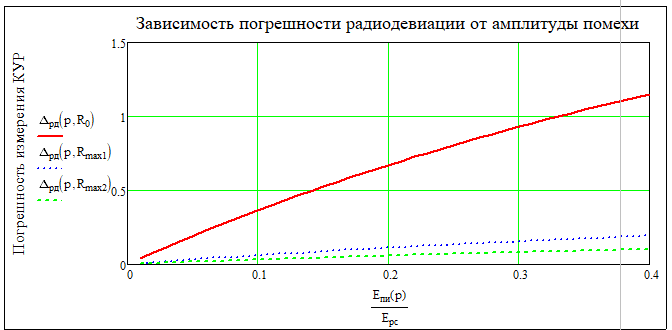 Зависимость погрешности радиодевиации от амплитуды помехи
Погрешность измерения КУР
1.5
1
0.5
0
Δрд(p, R0)
Δрд(p, Rmax1)
Δрд(p, Rmax2)
0 0.1 0.2 0.3 0.4
Eпи(p)
Eрс